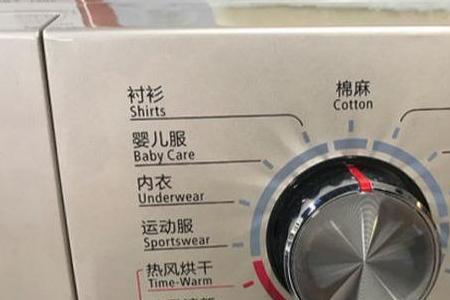 衬衫
Shirts
棉麻
Cotton
婴儿服
Baby Care
内衣
Underwear
运动服
Sportswear
热风烘干
Time-Warm